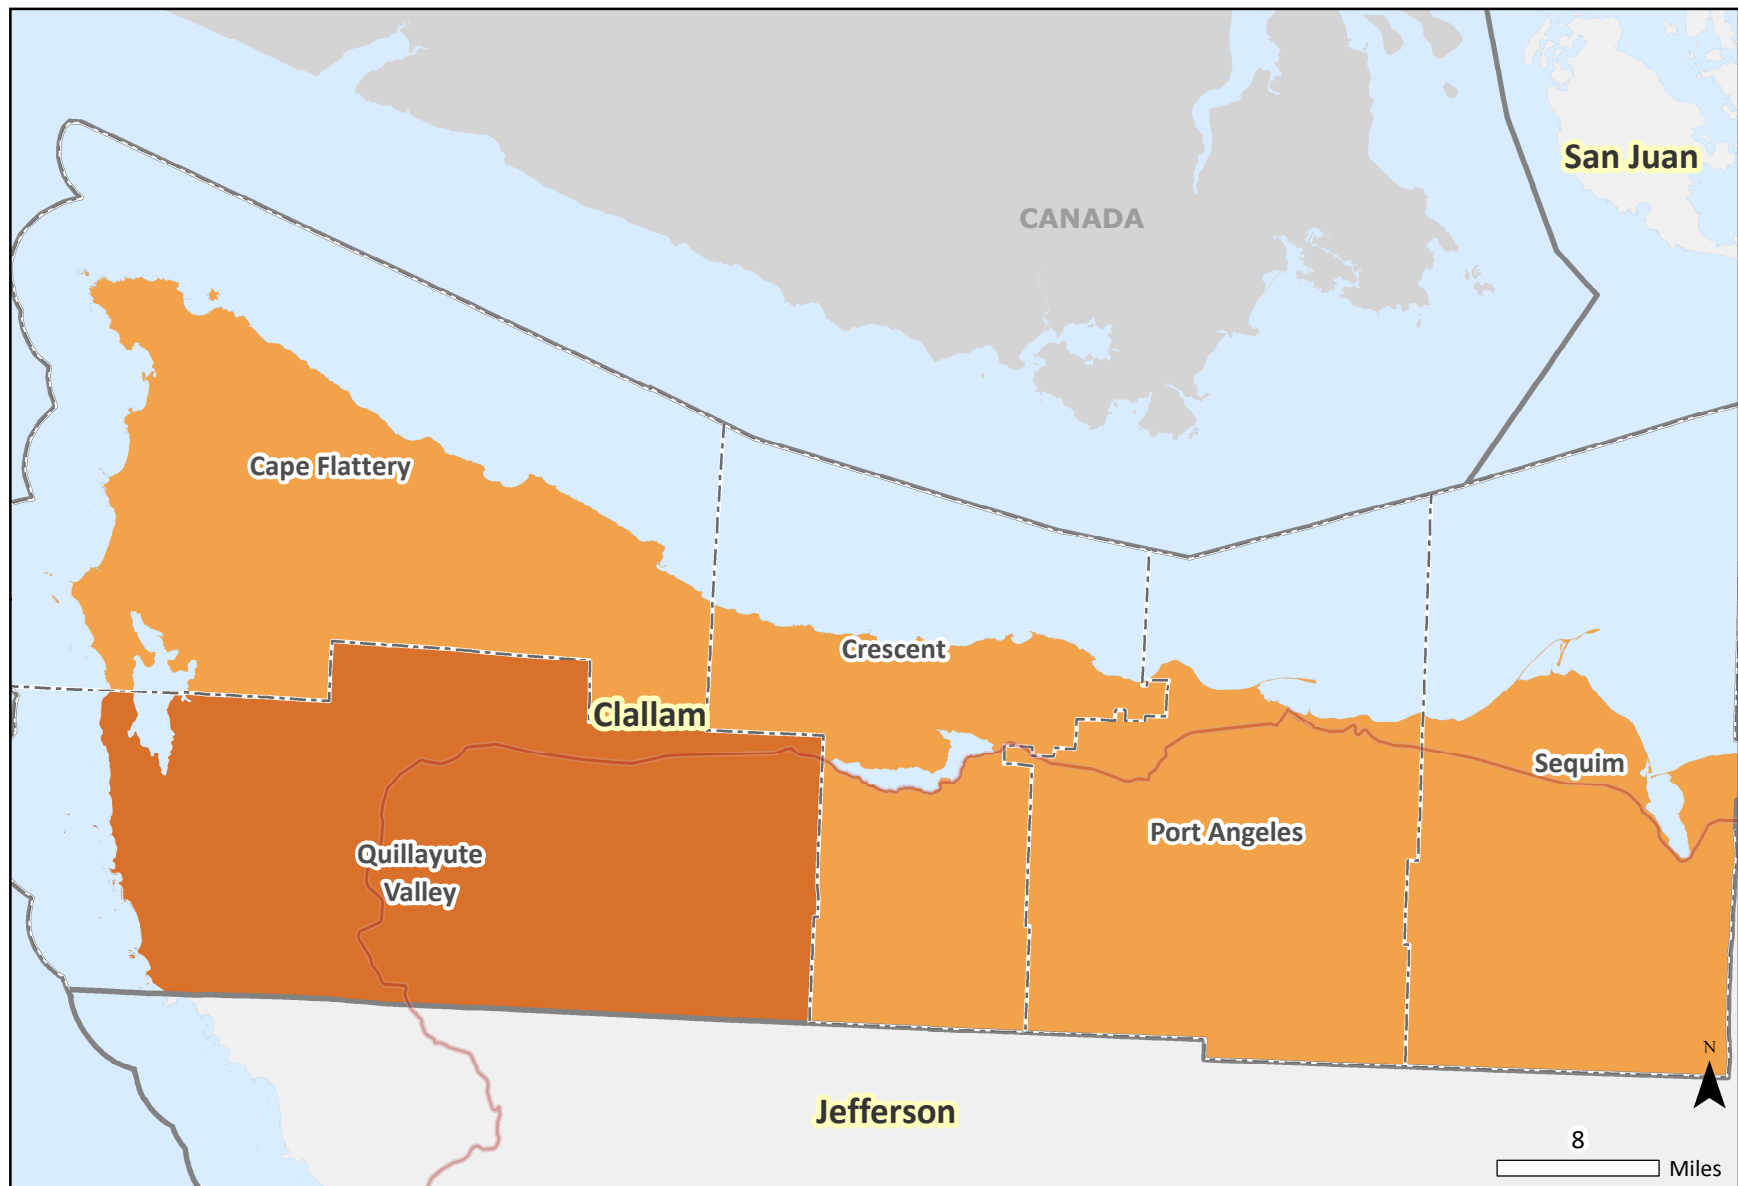 San Juan
CANADA
Cape Flattery
Crescent
Clallam
Sequim
Port Angeles
Quillayute
Valley
N
Jefferson
8
Miles